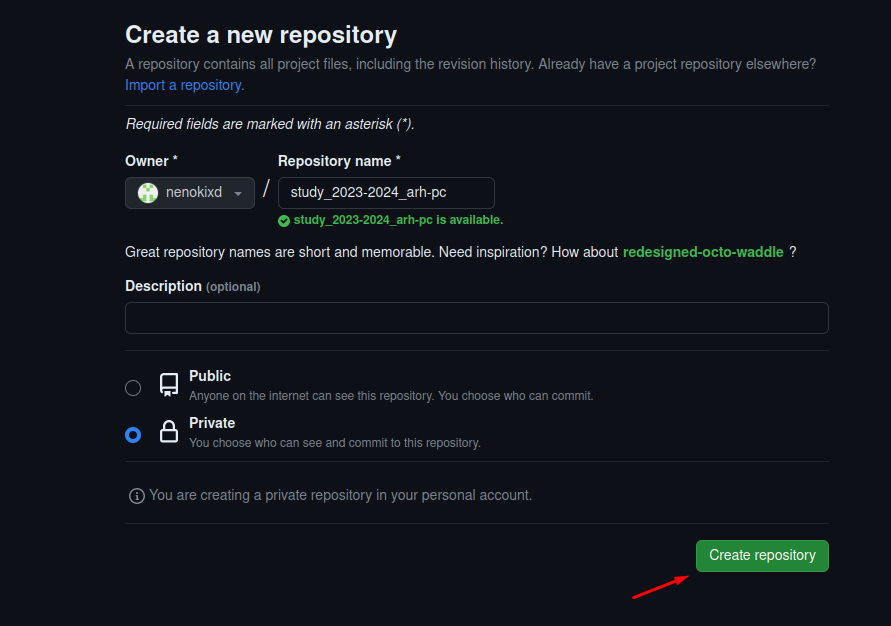 Create a new repository
A repository contains all project files, including the revision history. Already have a project repository elsewhere?
Import a repository.
Required fields are marked with an asterisk (*).
Owner * Repository name *
nenokixd / study_2023-2024_arh-pc
study_2023-2024_arh-pc is available.
Great repository names are short and memorable. Need inspiration? How about redesigned-octo-waddle ?
Description (optional)
Public
Anyone on the internet can see this repository. You choose who can commit.
Private
You choose who can see and commit to this repository.
You are creating a private repository in your personal account.
Create repository